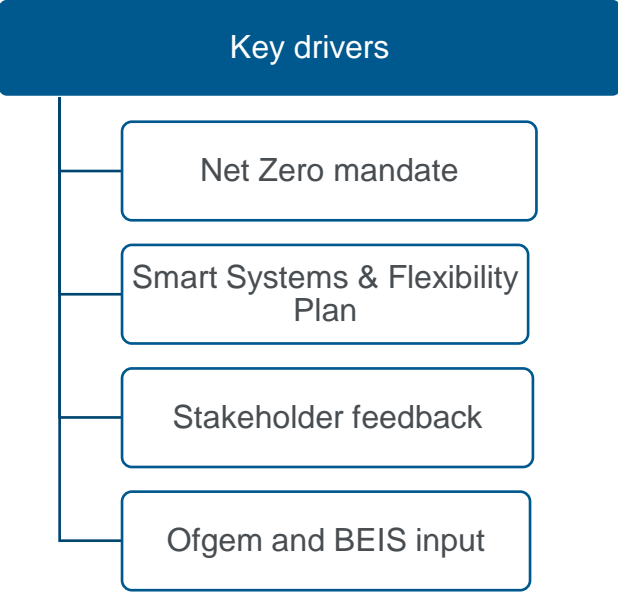 Key drivers
Net Zero mandate
Smart Systems & Flexibility
Plan
Stakeholder feedback
Ofgem and BEIS input